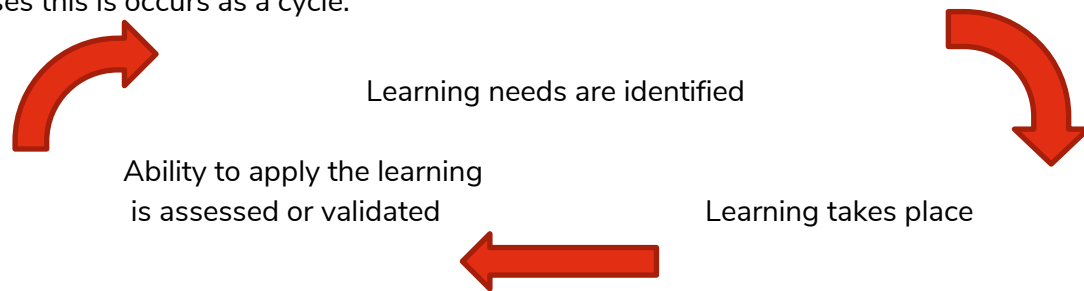 this is occurs as a cycle.
Learning needs are identified
Ability to apply the learning
is assessed or validated
Learning takes place